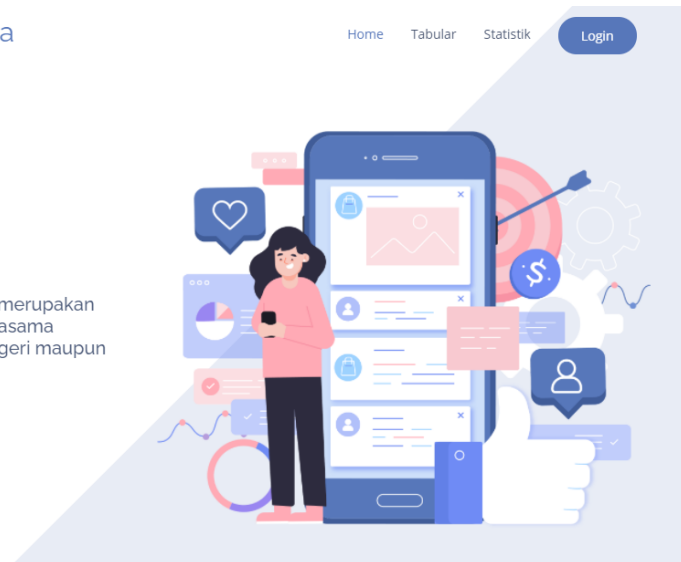 a
Home Tabular Statistik Login
merupakan
asama
geri maupun